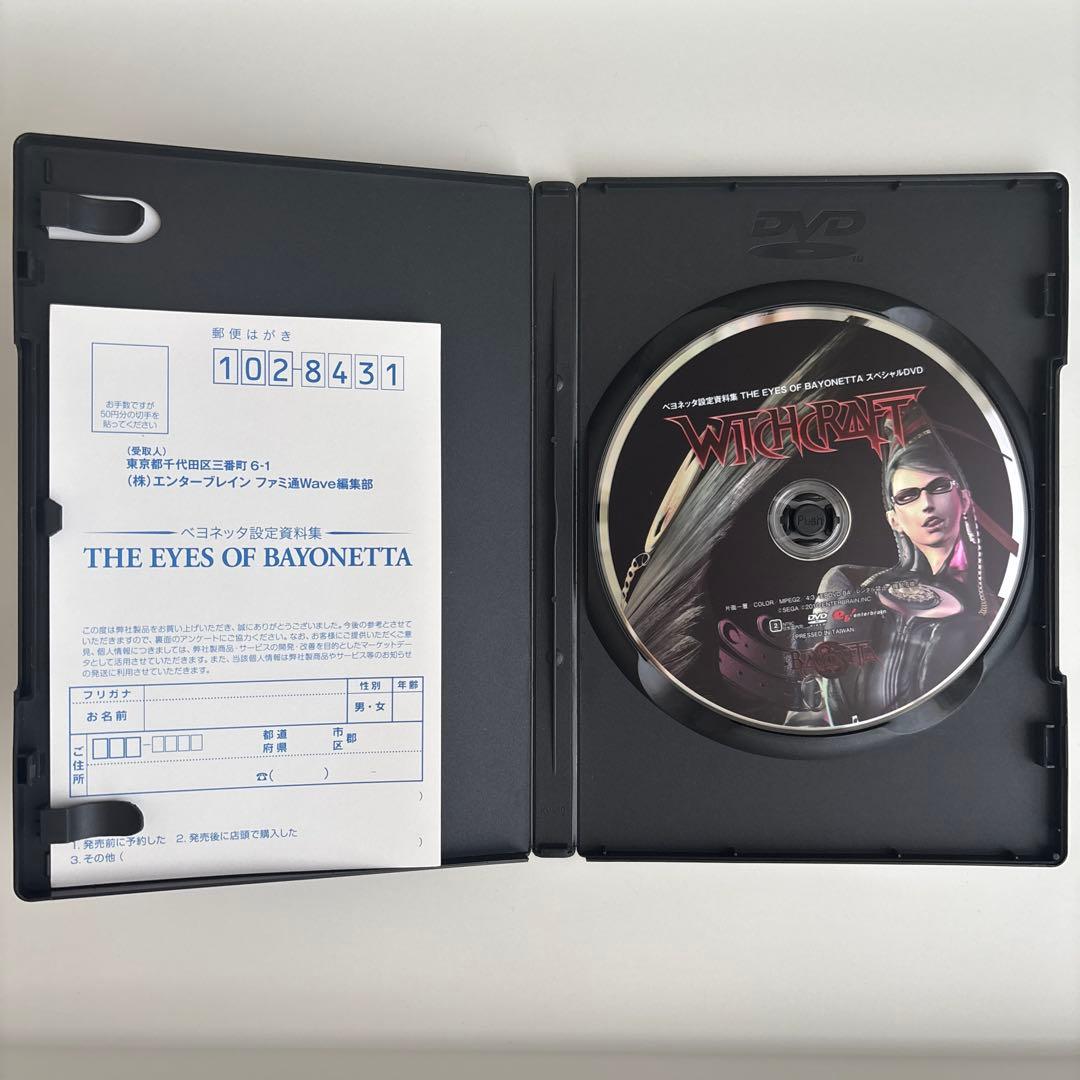 郵便はがき
102-8431
お手数ですが
50円分の切手を
貼ってください
(受取人)
東京都千代田区三番町6-1
(株)エンターブレイン ファミ通Wave編集部
ベヨネッタ設定資料集
THE EYES OF BAYONETTA
この度は弊社製品をお買い上げいただき、誠にありがとうございました。今後の参考とさせて
いただきますので、裏面のアンケートにご協力ください。なお、お客様にご提供いただくご意
見、個人情報につきましては、弊社製商品・サービスの開発・改善を目的としたマーケットデー
タとして活用させていただきます。また、当該個人情報は弊社製商品やサービス等のお知らせ
の発送に利用させていただきます。
フリガナ
お名前
性別
男・女
年齢
ご住所
都道
府県
市
区
郡
☎( )
)
1. 発売前に予約した 2. 発売後に店頭で購入した
3. その他 ( )
DVD
ベヨネッタ設定資料集 THE EYES OF BAYONETTA スペシャルDVD
WITCHCRAFT
Push
片面一層 COLOR MPEG2 4:3
©SEGA ©2010 ENTERBRAIN,INC.
2
DVD
enterbrain
PRESSED IN TAIWAN
BAYONETTA